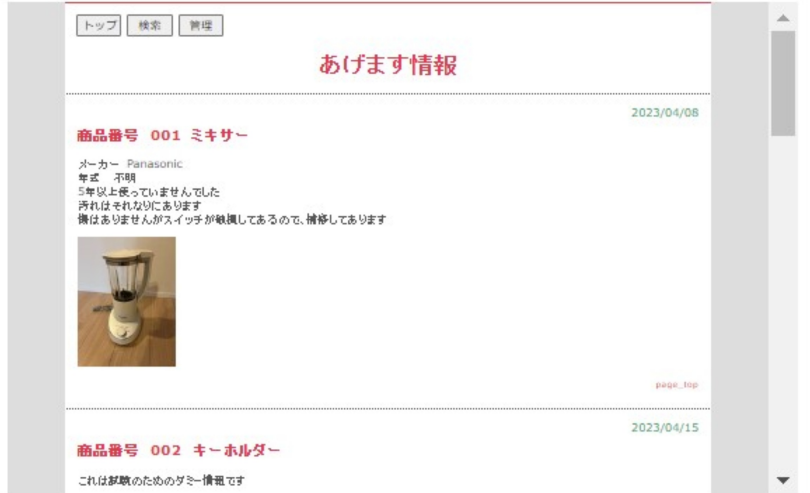 トップ 検索 管理
あげます情報
2023/04/08
商品番号 001 ミキサー
メーカー Panasonic
年式 不明
5年以上使っていませんでした
汚れはそれなりにあります
傷はありませんがスイッチが破損してあるので、補修してあります
page_top
2023/04/15
商品番号 002 キーホルダー
これは試験のためのダミー情報です